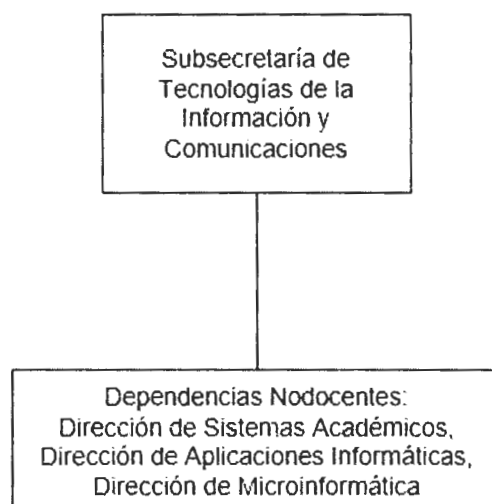 Subsecretaría de
Tecnologías de la
Información y
Comunicaciones
Dependencias Nodocentes:
Dirección de Sistemas Académicos,
Dirección de Aplicaciones Informáticas,
Dirección de Microinformática